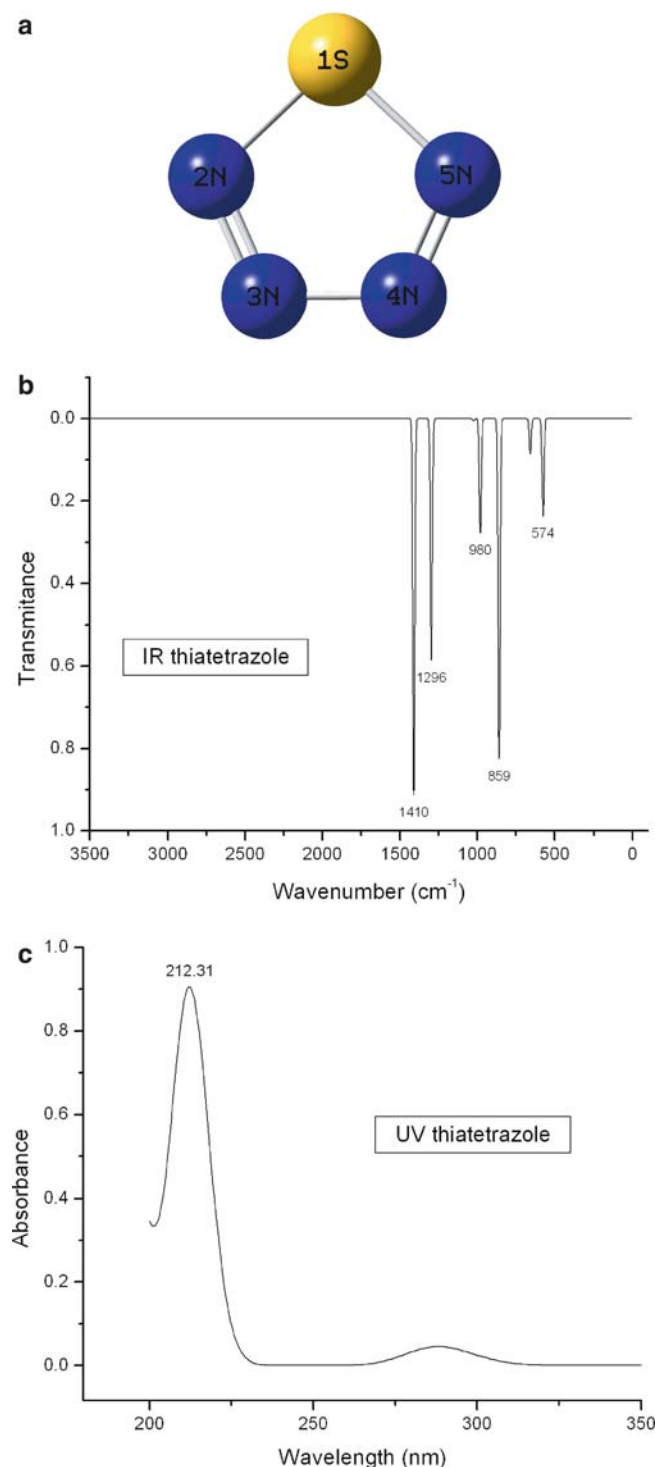 a
1S
2N
5N
3N
4N
b
0.0
0.2
0.4
0.6
0.8
1.0
Transmitance
IR thiatetrazole
1410
1296
980
859
574
3500 3000 2500 2000 1500 1000 500 0
Wavenumber (cm⁻¹)
c
1.0
0.8
0.6
0.4
0.2
0.0
Absorbance
212.31
UV thiatetrazole
200 250 300 350
Wavelength (nm)